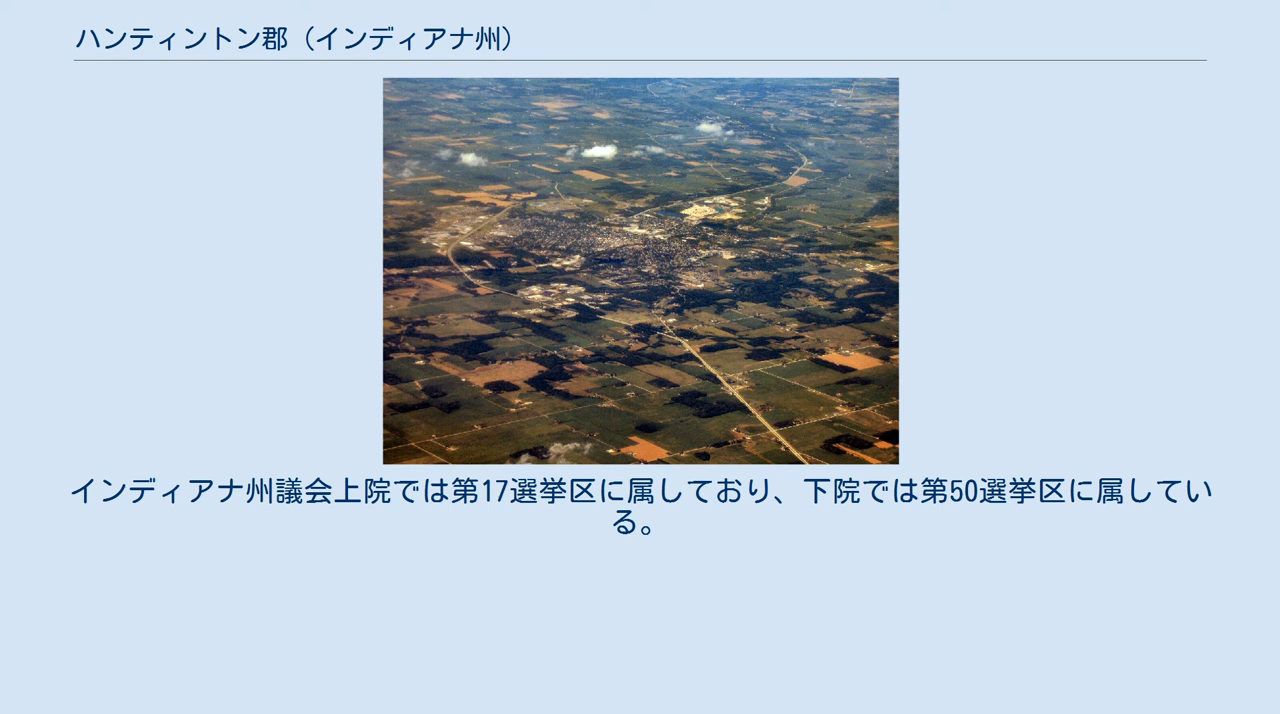 ハンティントン郡（インディアナ州）
インディアナ州議会上院では第17選挙区に属しており、下院では第50選挙区に属してい
る。